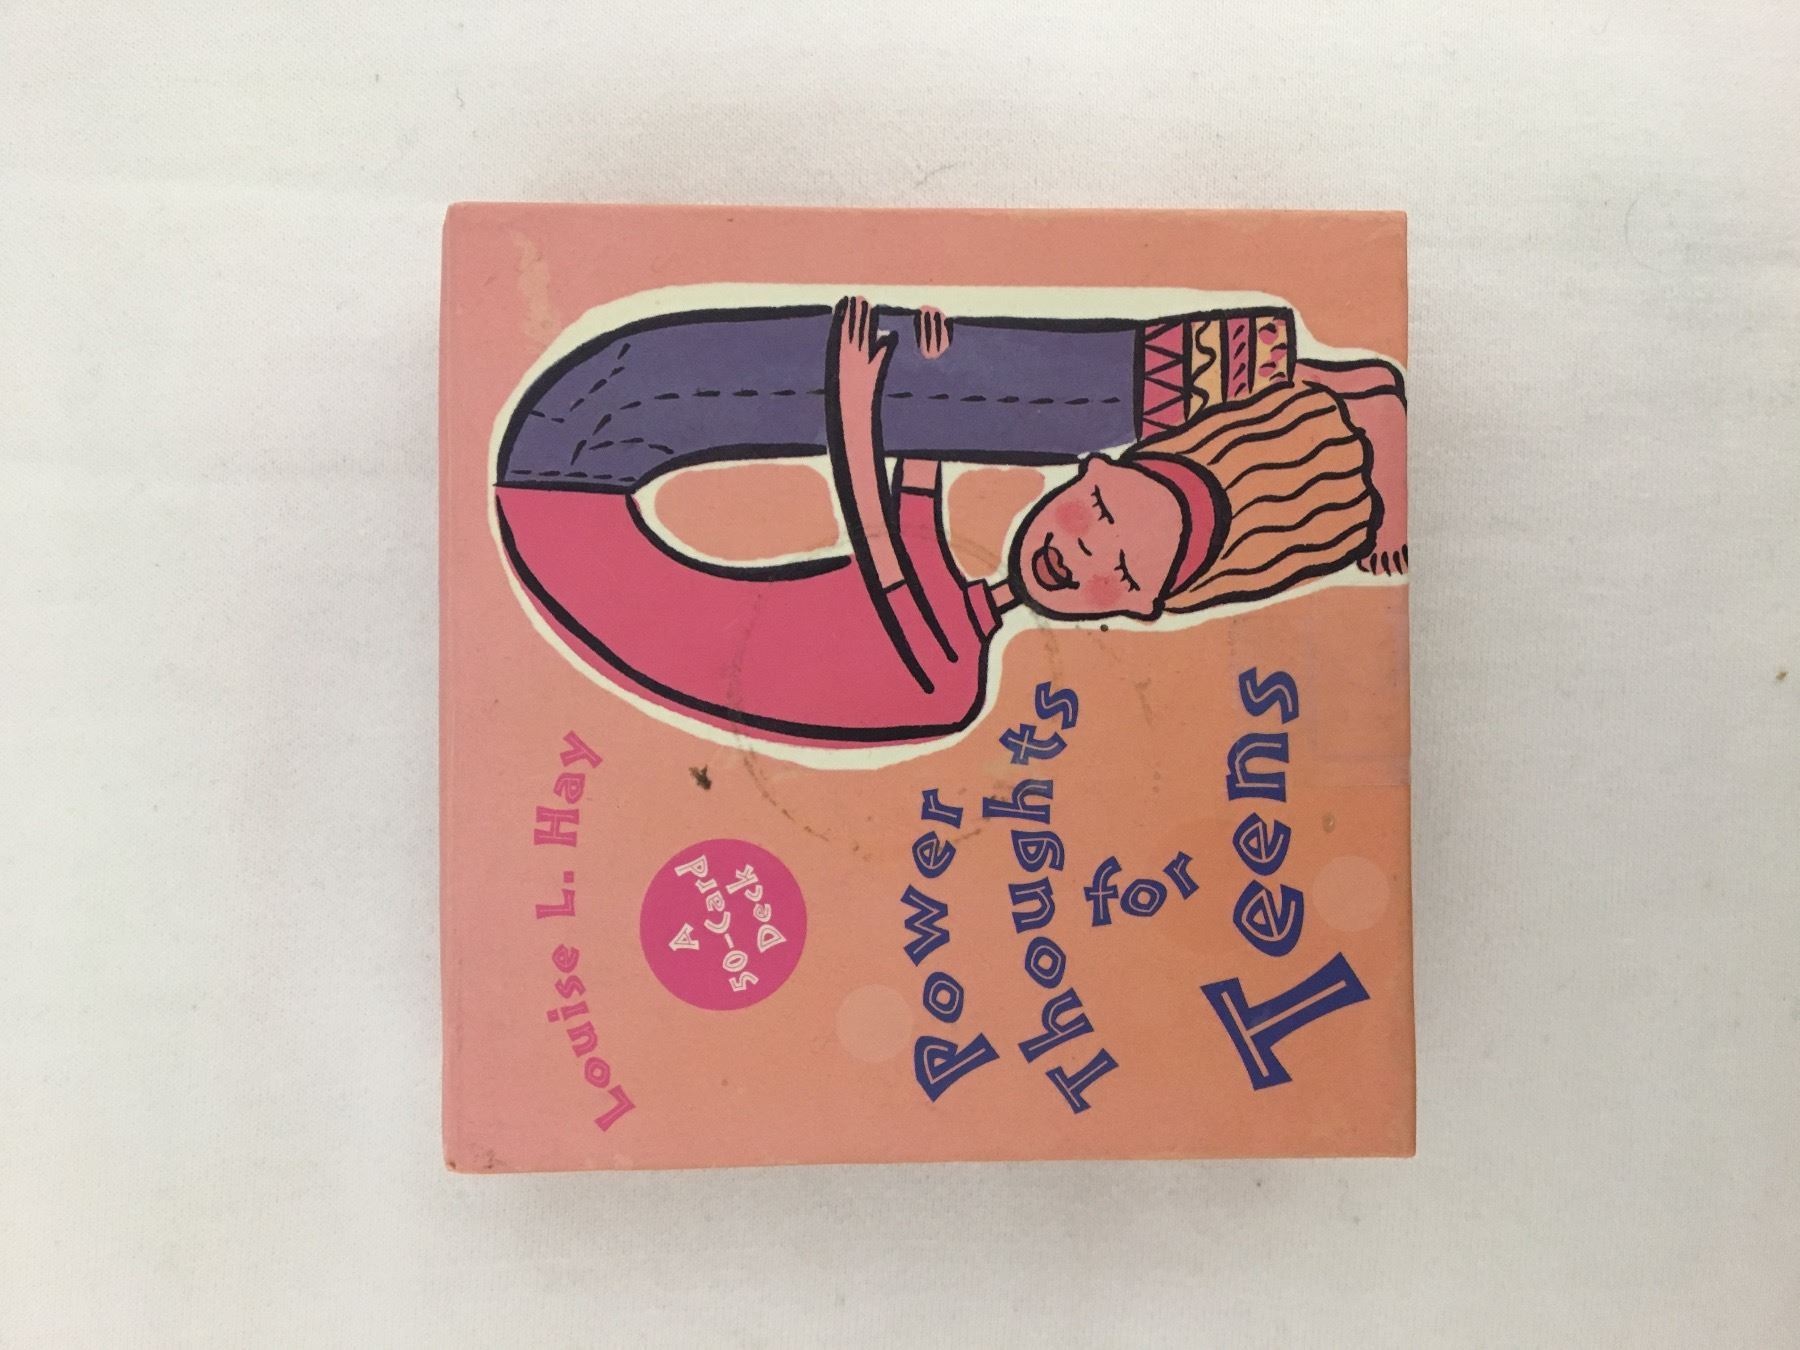 Louise L. Hay
A
50-Card
Deck
Power
Thoughts
for
Teens